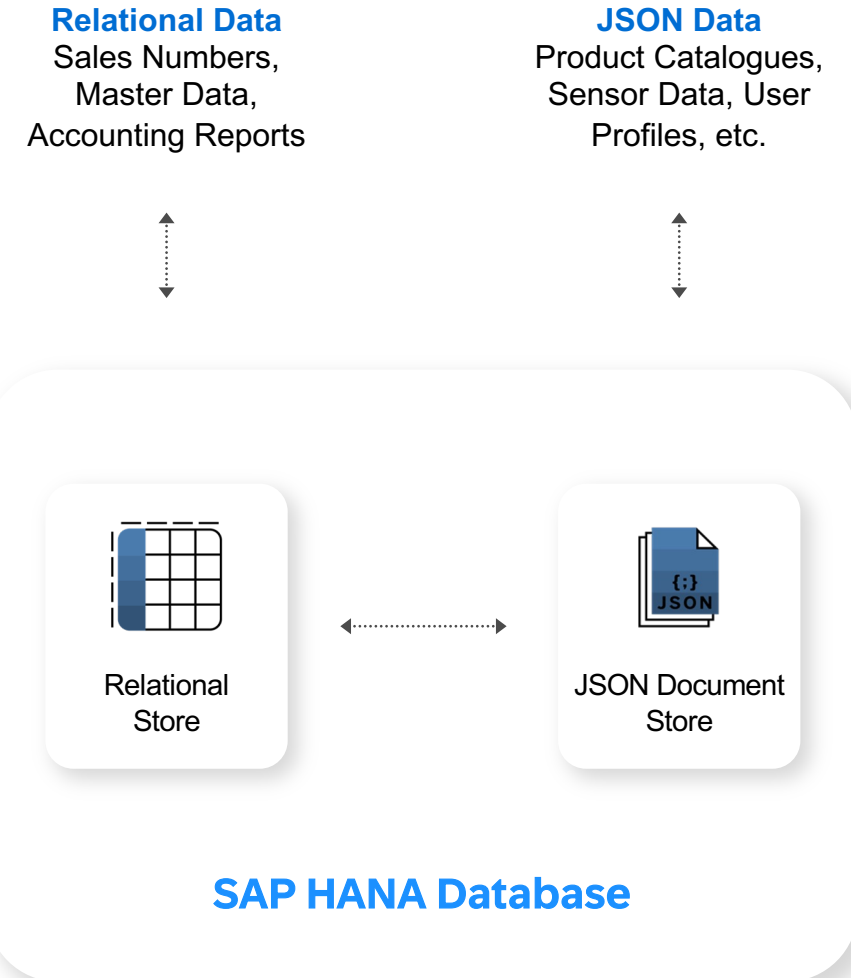 Relational Data
Sales Numbers,
Master Data,
Accounting Reports
JSON Data
Product Catalogues,
Sensor Data, User
Profiles, etc.
Relational
Store
{;}
JSON
JSON Document
Store
SAP HANA Database